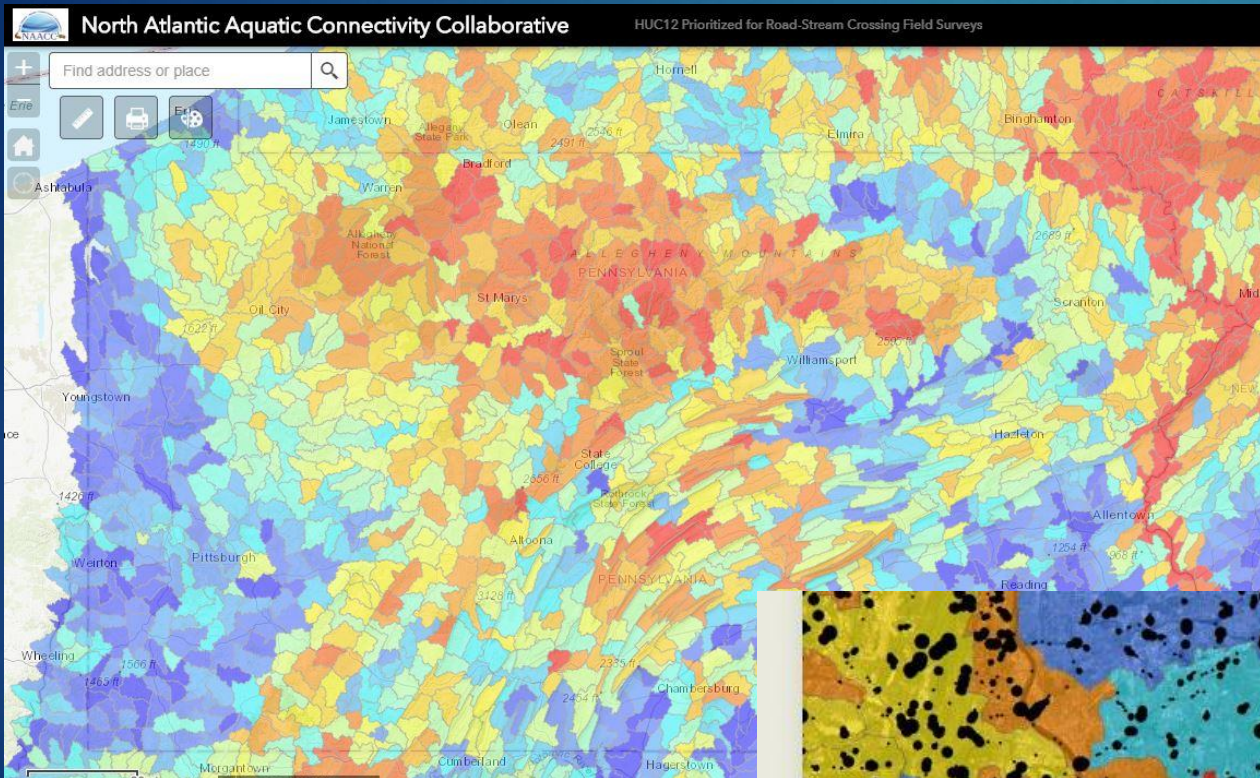 NAACC
North Atlantic Aquatic Connectivity Collaborative
HUC12 Prioritized for Road-Stream Crossing Field Surveys
+
Find address or place
Hornell
CATSKILL
Erie
Erie
Jamestown
Allegany
State Park
Olean
2546 ft
Elmira
Binghamton
1490 ft
2491 ft
Bradford
Ashtabula
Warren
Allegheny
National
Forest
2689 ft
ALLEGHENY MOUNTAINS
PENNSYLVANIA
St Marys
Scranton
Mid
Oil City
1622 ft
Sproul
State
Forest
Williamsport
Youngstown
NEW
Hazleton
State
College
1426 ft
Rothrock
State Forest
Allentown
Altoona
1254 ft
968 ft
Weirton
Pittsburgh
PENNSYLVANIA
Reading
3128 ft
Wheeling
1566 ft
2335 ft
1465 ft
2454 ft
Chambersburg
Morgantown
Cumberland
Hagerstown